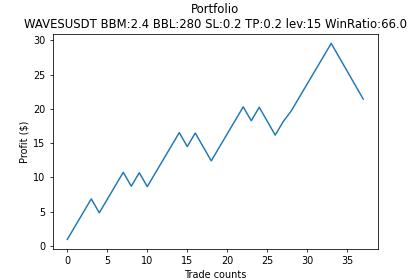 Portfolio
WAVESUSDT BBM:2.4 BBL:280 SL:0.2 TP:0.2 lev:15 WinRatio:66.0
30
25
20
15
10
5
0
Profit ($)
0 5 10 15 20 25 30 35
Trade counts